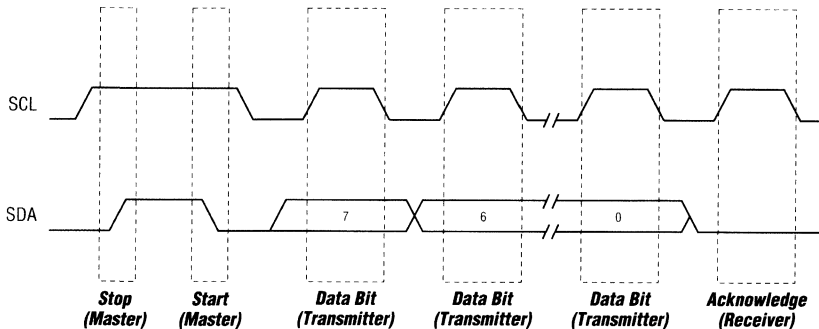 SCL
SDA
7
6
0
Stop
(Master)
Start
(Master)
Data Bit
(Transmitter)
Data Bit
(Transmitter)
Data Bit
(Transmitter)
Acknowledge
(Receiver)